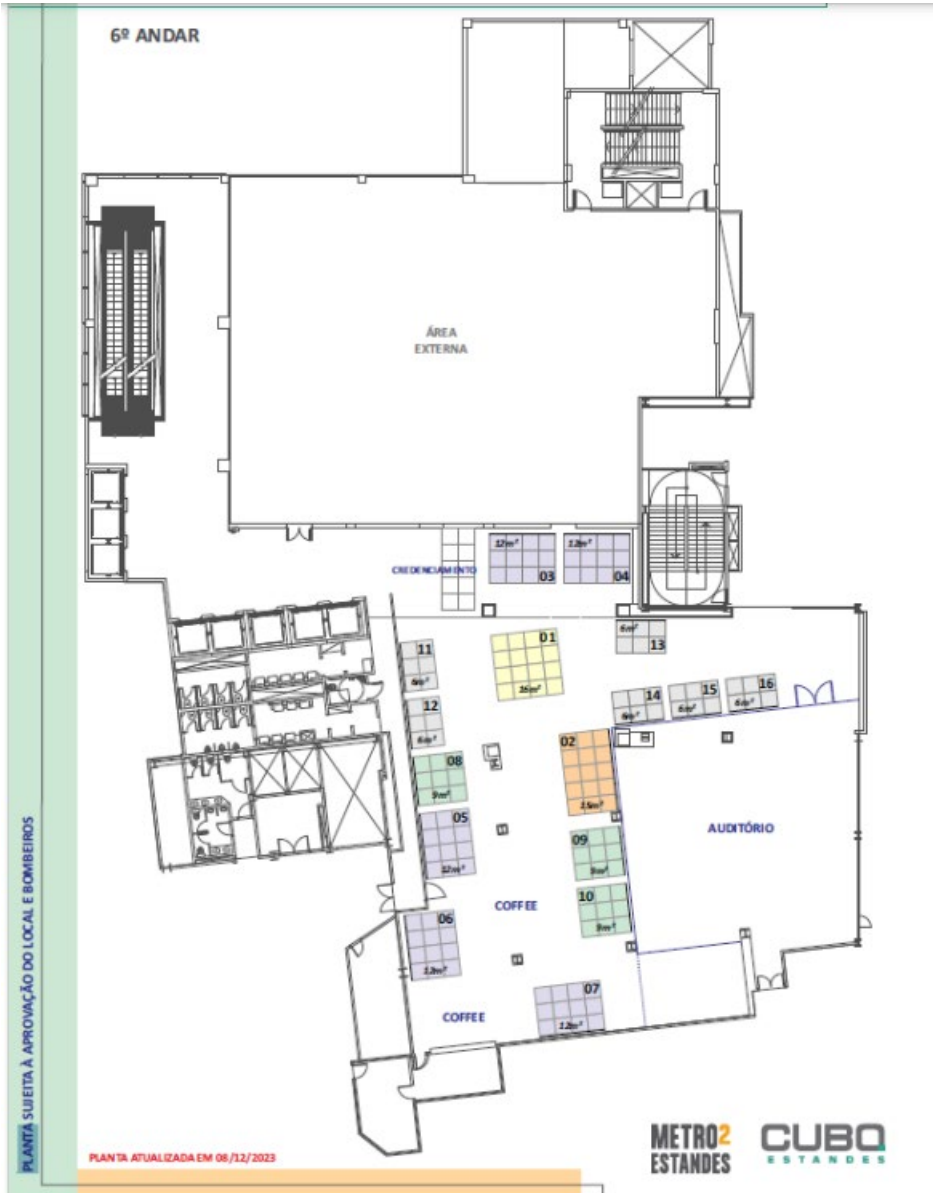 6º ANDAR
ÁREA
EXTERNA
CREDENCIAMENTO
12m²
03
12m²
04
01
16m²
6m²
13
11
6m²
12
6m²
14
6m²
15
6m²
16
6m²
02
15m²
08
9m²
05
12m²
09
9m²
10
9m²
AUDITÓRIO
COFFEE
06
12m²
07
12m²
COFFEE
PLANTA SUJEITA À APROVAÇÃO DO LOCAL E BOMBEIROS
PLANTA ATUALIZADA EM 08/12/2023
METRO2
ESTANDES
CUBO
ESTANDES